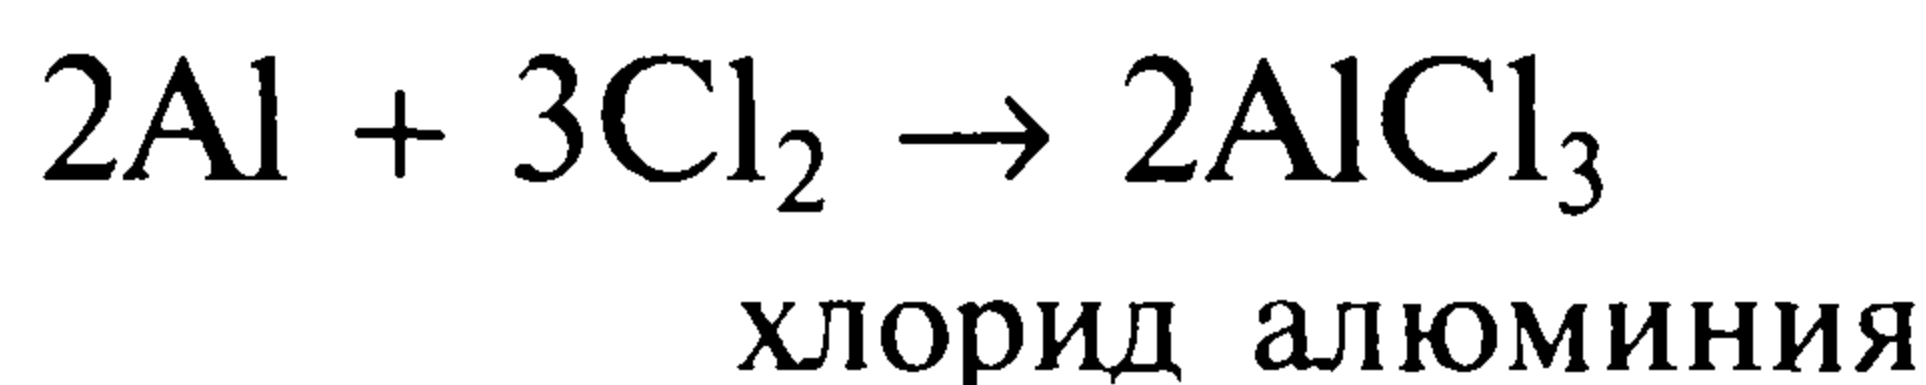 2Al + 3Cl₂ → 2AlCl₃
хлорид алюминия